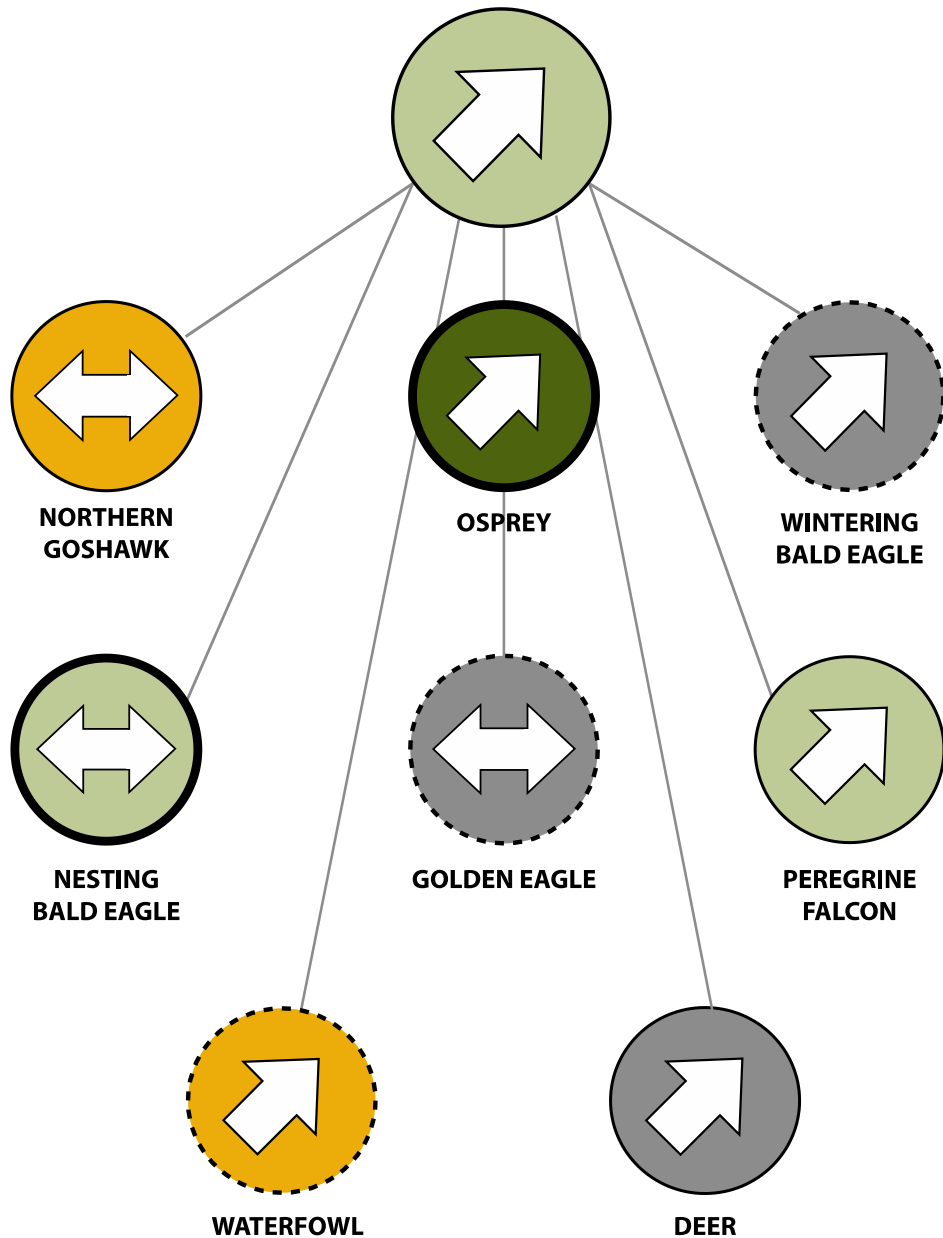 NORTHERN
GOSHAWK
OSPREY
WINTERING
BALD EAGLE
NESTING
BALD EAGLE
GOLDEN EAGLE
PEREGRINE
FALCON
WATERFOWL
DEER